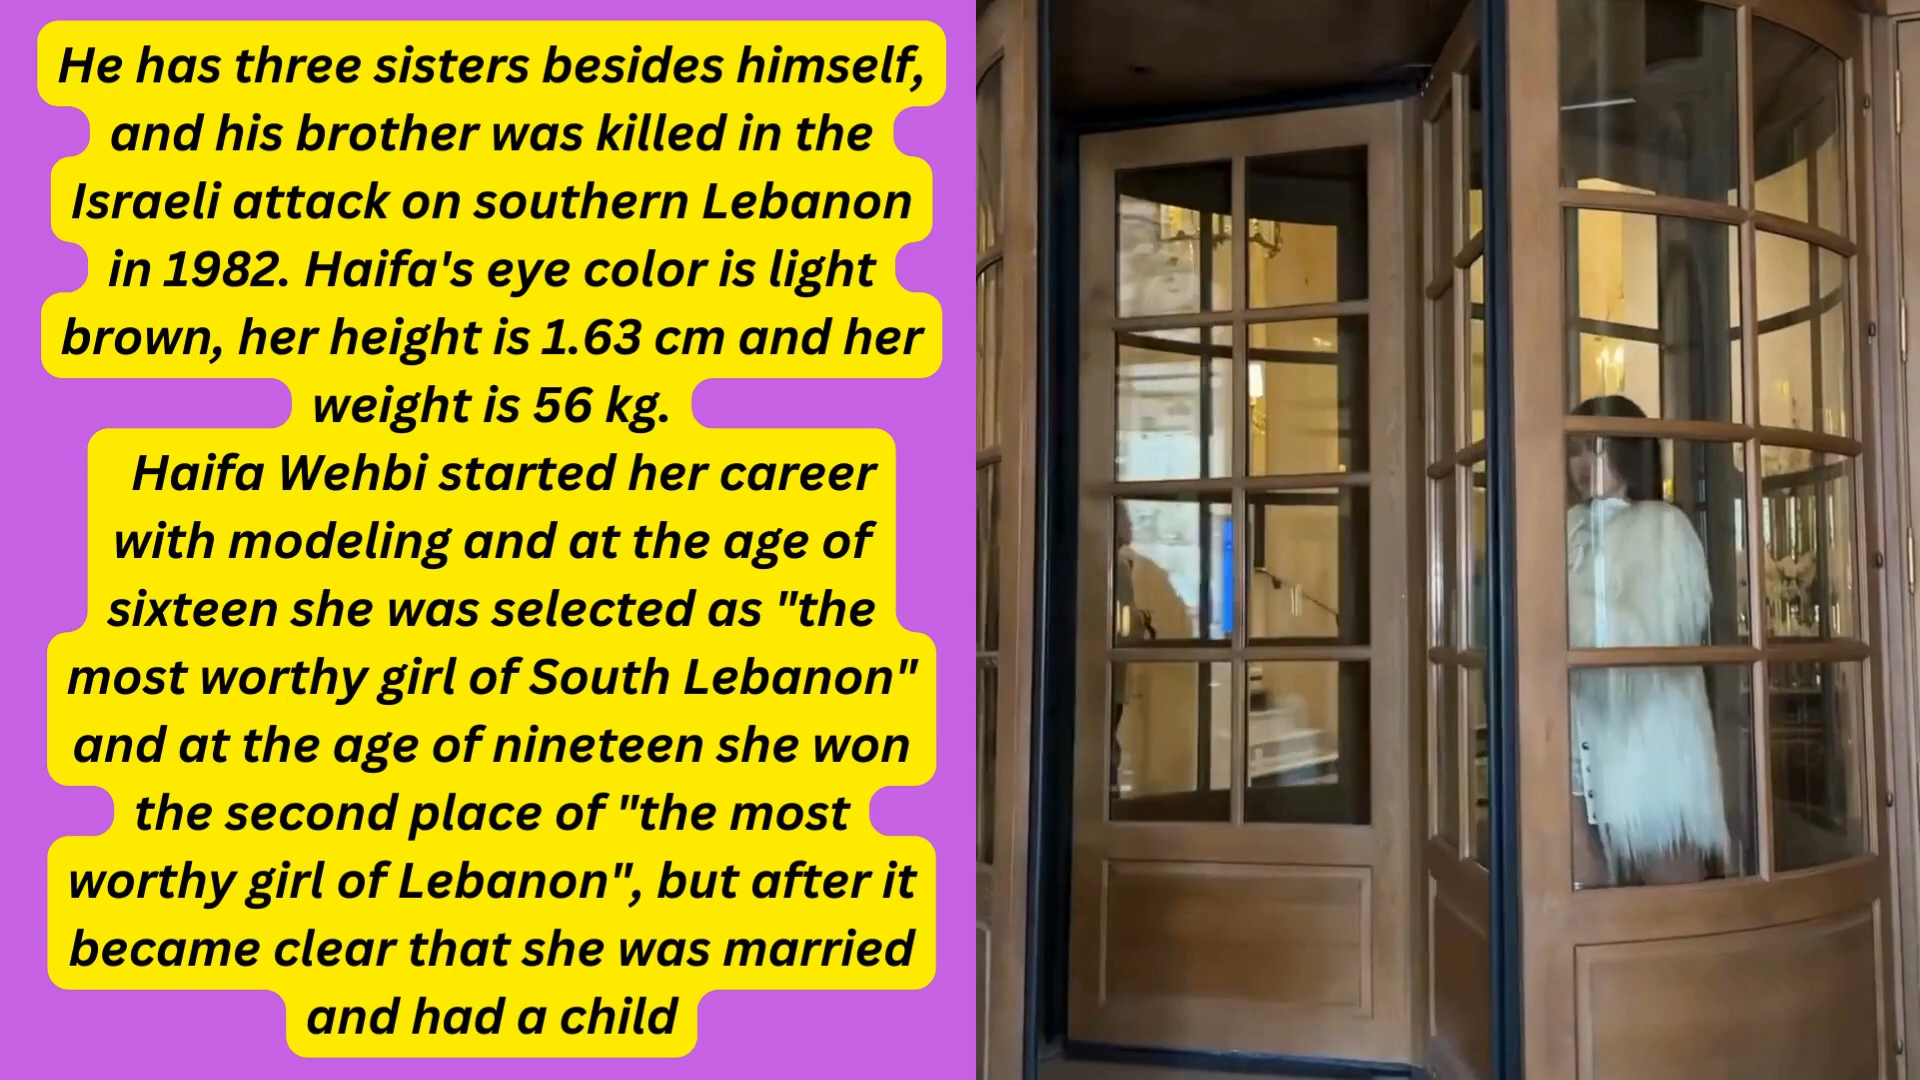 He has three sisters besides himself,
and his brother was killed in the
Israeli attack on southern Lebanon
in 1982. Haifa's eye color is light
brown, her height is 1.63 cm and her
weight is 56 kg.
Haifa Wehbi started her career
with modeling and at the age of
sixteen she was selected as "the
most worthy girl of South Lebanon"
and at the age of nineteen she won
the second place of "the most
worthy girl of Lebanon", but after it
became clear that she was married
and had a child